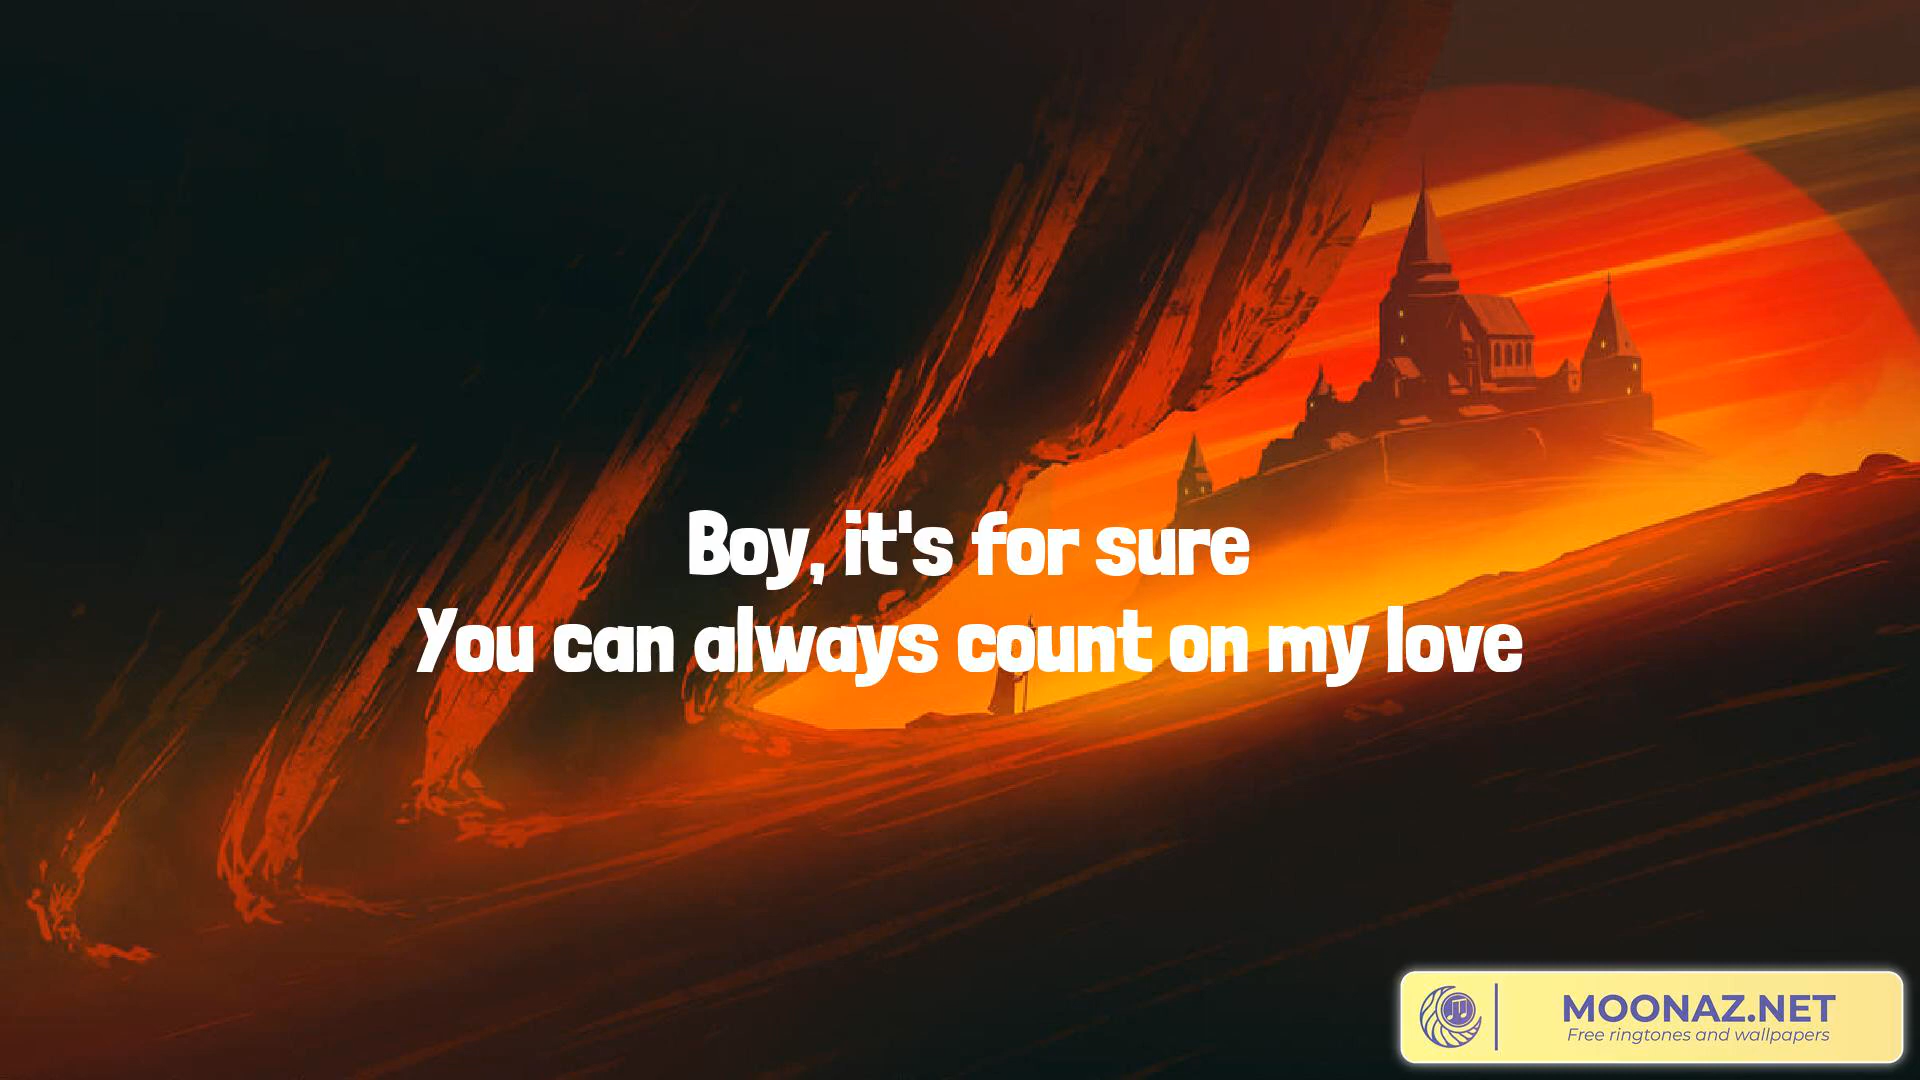 Boy, it's for sure
You can always count on my love
MOONAZ.NET
Free ringtones and wallpapers